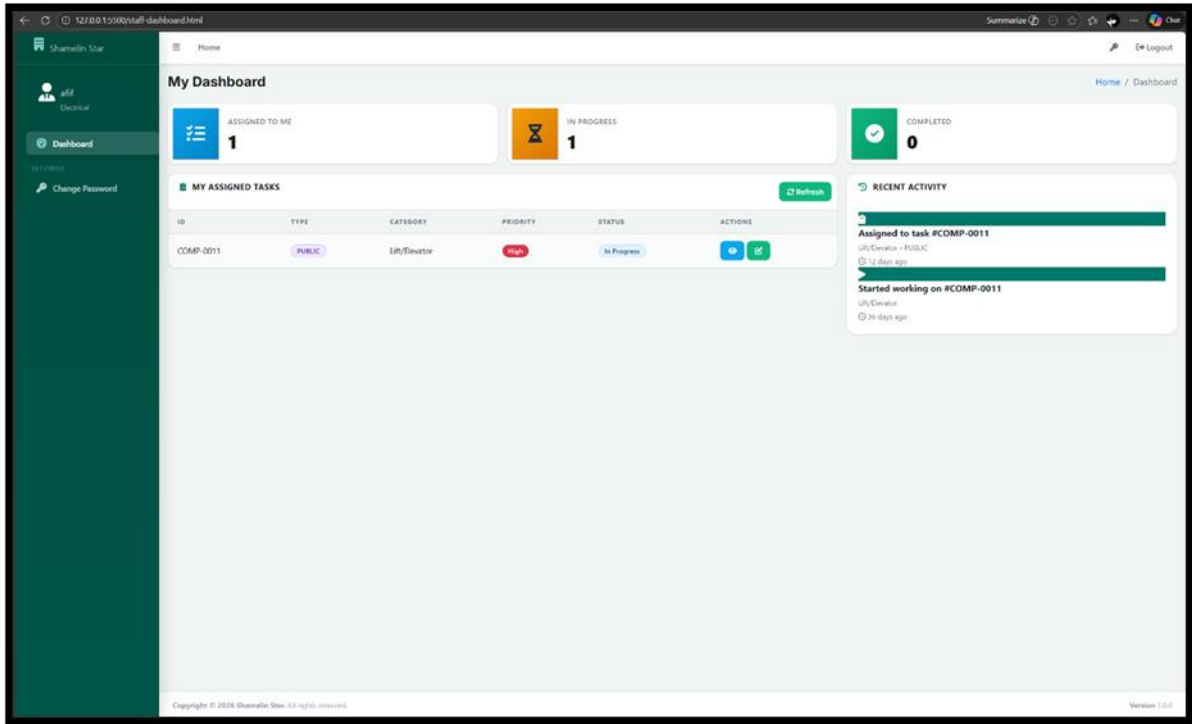 127.0.0.1:5500/staff-dashboard.html
Summarize
Chat
Shamelin Star
Home
Logout
afif
Electrical
My Dashboard
Home / Dashboard
ASSIGNED TO ME
1
IN PROGRESS
1
COMPLETED
0
Dashboard
SETTINGS
Change Password
MY ASSIGNED TASKS
Refresh
ID TYPE CATEGORY PRIORITY STATUS ACTIONS
COMP-0011 PUBLIC Lift/Elevator High In Progress
RECENT ACTIVITY
Assigned to task #COMP-0011
Lift/Elevator - PUBLIC
12 days ago
Started working on #COMP-0011
Lift/Elevator
36 days ago
Copyright © 2026 Shamelin Star. All rights reserved.
Version 1.0.0